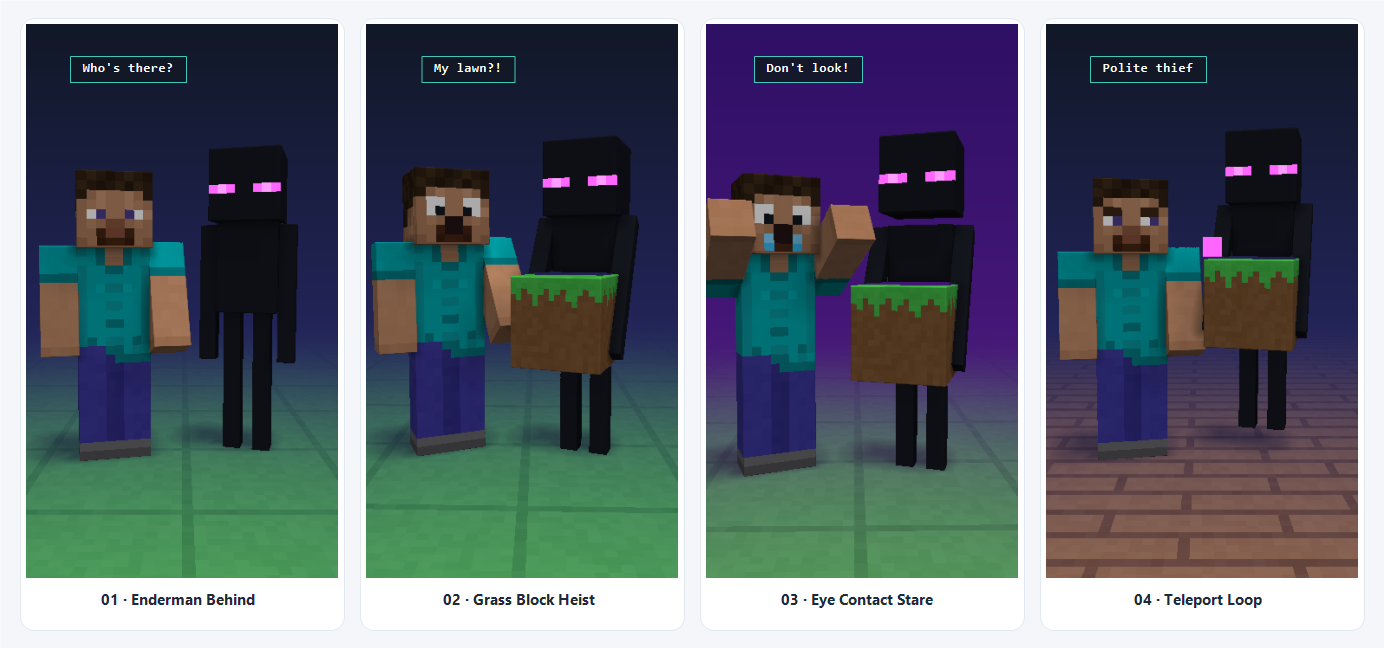 Who's there?
My lawn?!
Don't look!
Polite thief
01 · Enderman Behind
02 · Grass Block Heist
03 · Eye Contact Stare
04 · Teleport Loop